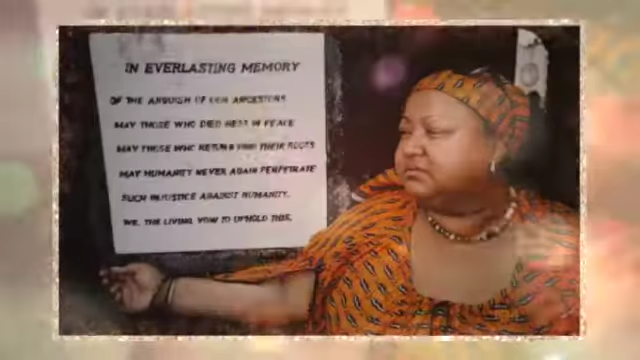 IN EVERLASTING MEMORY
OF THE ANGUISH OF OUR ANCESTORS
MAY THOSE WHO DIED REST IN PEACE
MAY THOSE WHO RETURN FIND THEIR ROOTS
MAY HUMANITY NEVER AGAIN PERPETRATE
SUCH INJUSTICE AGAINST HUMANITY.
WE, THE LIVING, VOW TO UPHOLD THIS.